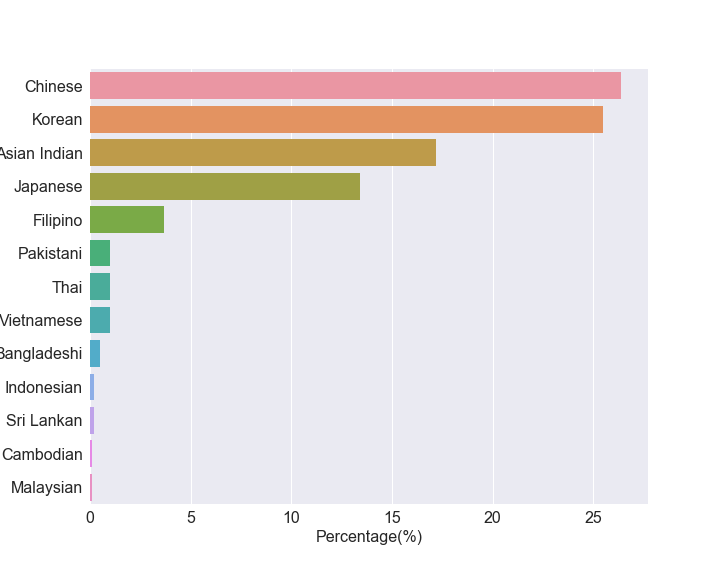 Chinese
Korean
Asian Indian
Japanese
Filipino
Pakistani
Thai
Vietnamese
Bangladeshi
Indonesian
Sri Lankan
Cambodian
Malaysian
0 5 10 15 20 25
Percentage(%)